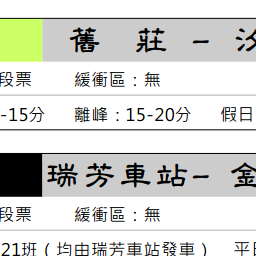 舊 莊 - 汐
段票 緩衝區：無
-15分 離峰：15-20分 假日
瑞芳車站- 金
段票 緩衝區：無
21班（均由瑞芳車站發車） 平日